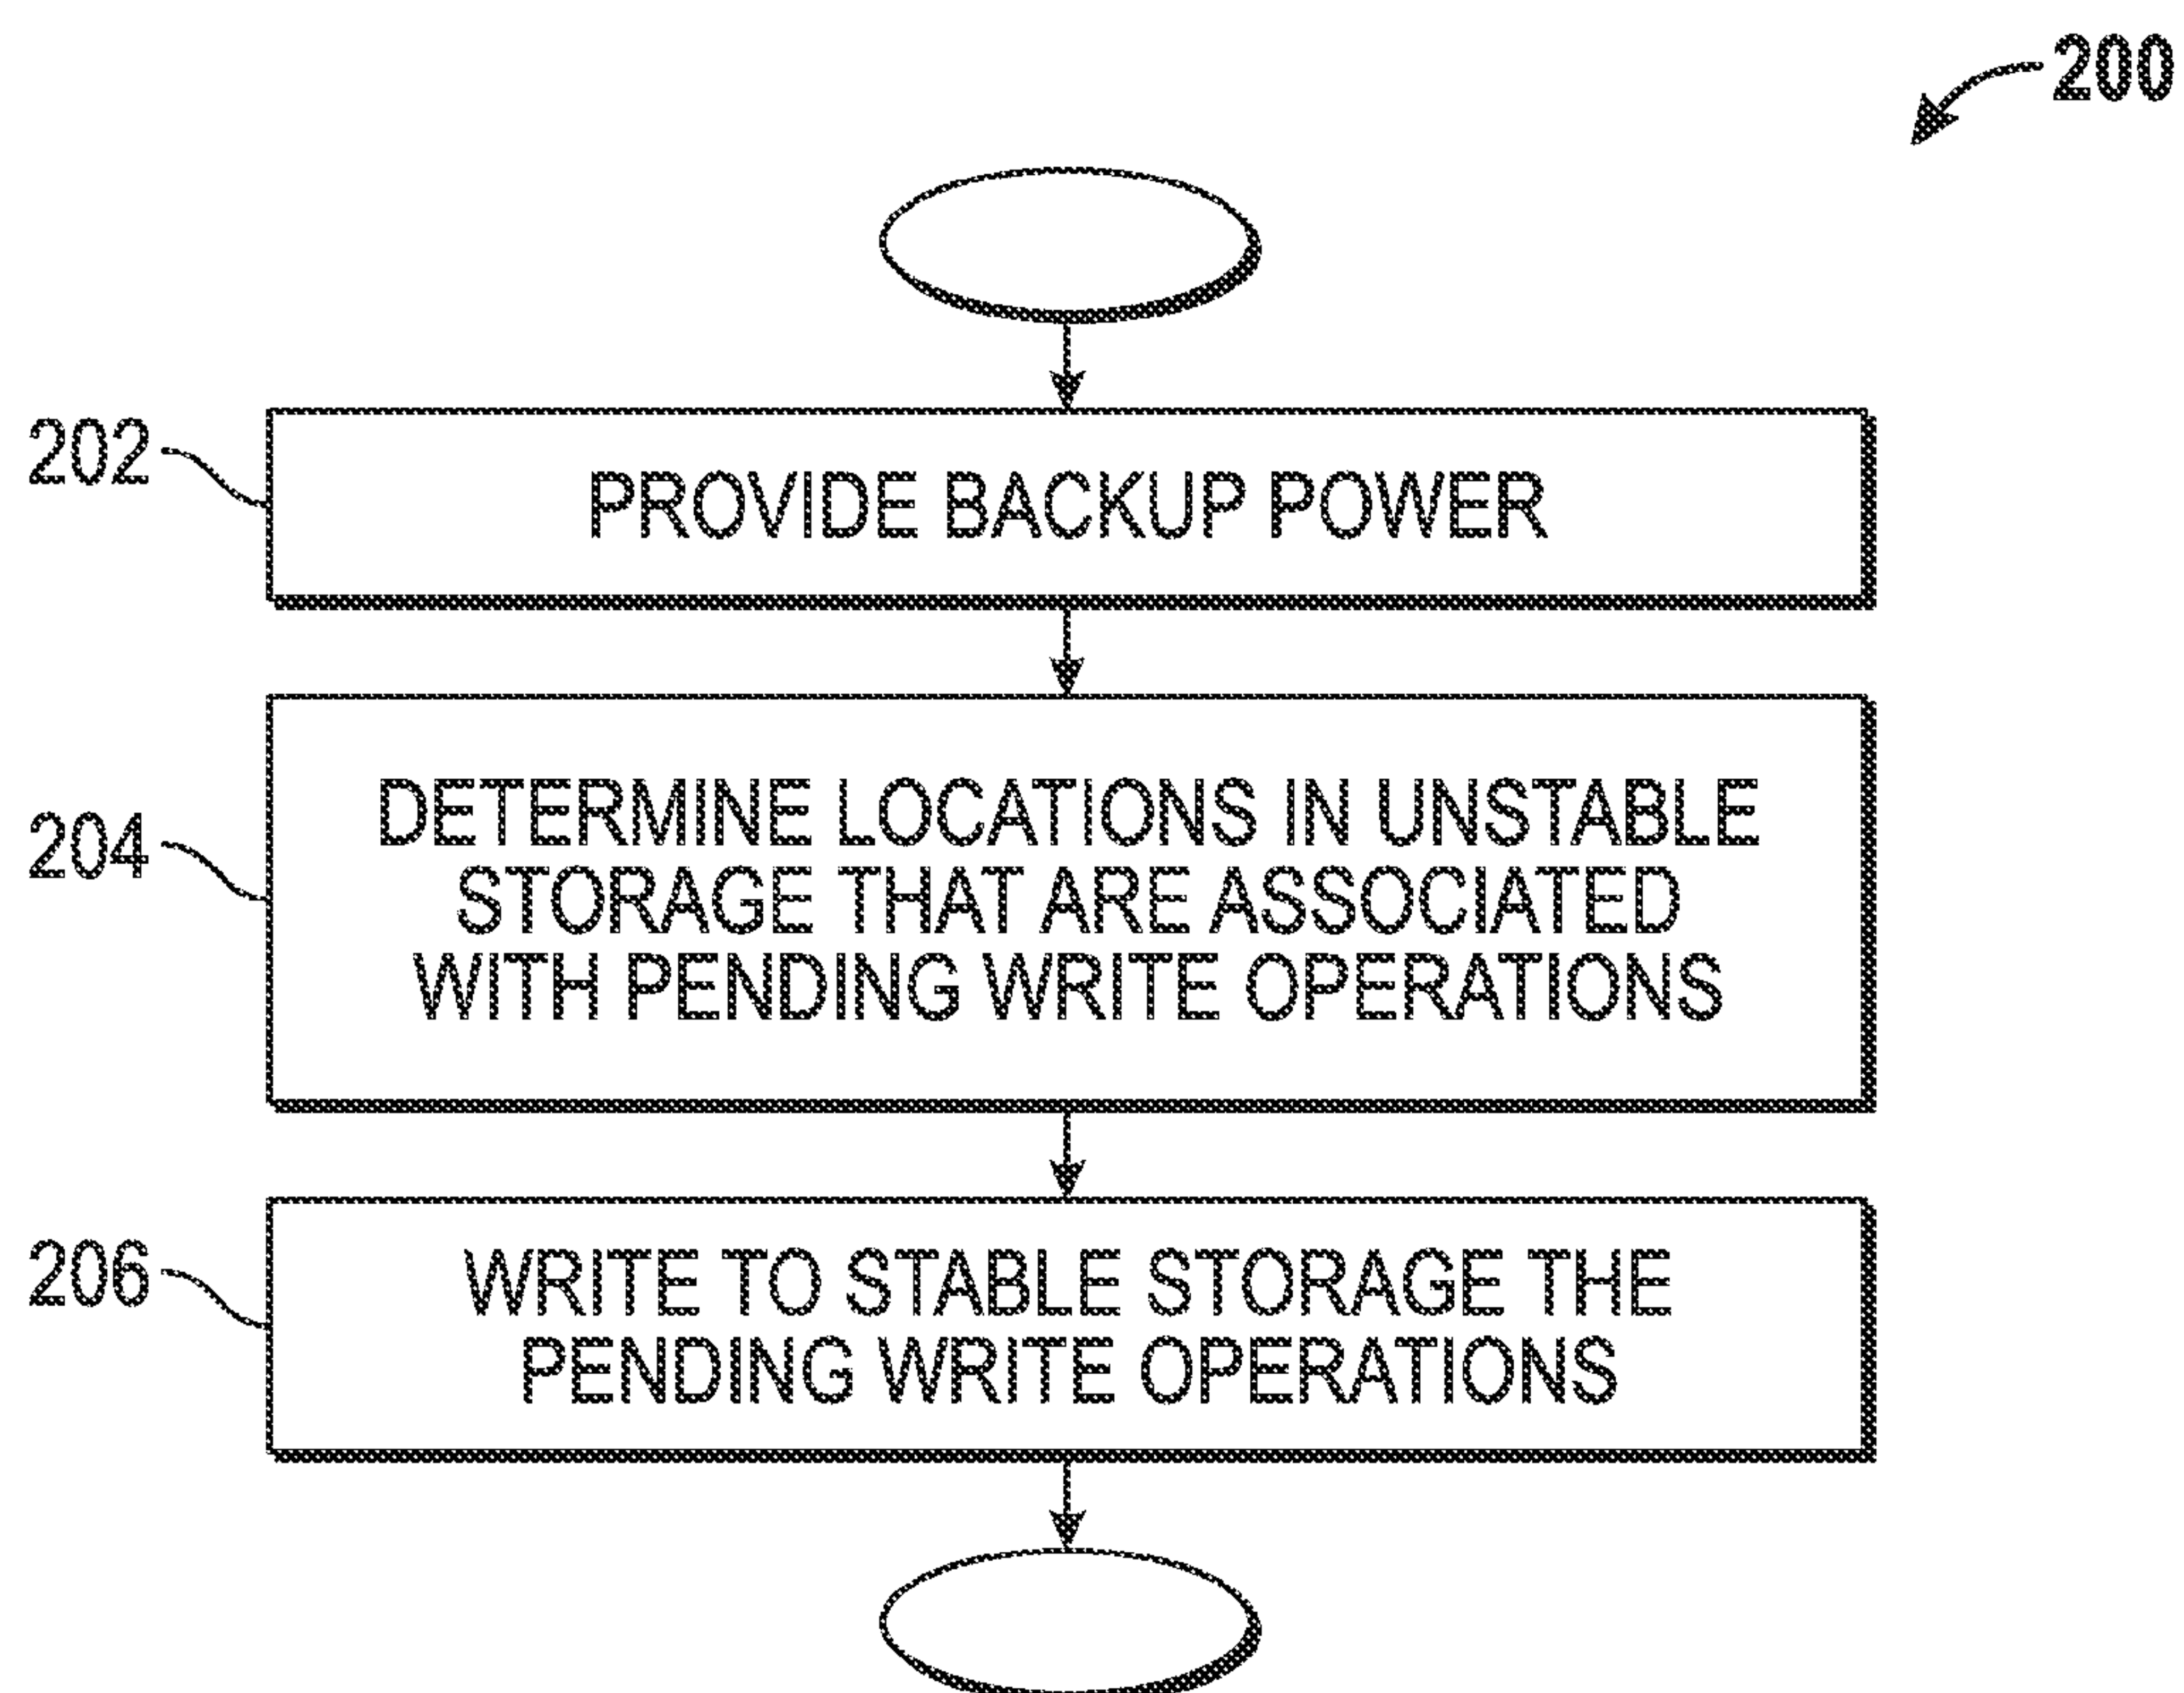 200
202
PROVIDE BACKUP POWER
204
DETERMINE LOCATIONS IN UNSTABLE
STORAGE THAT ARE ASSOCIATED
WITH PENDING WRITE OPERATIONS
206
WRITE TO STABLE STORAGE THE
PENDING WRITE OPERATIONS